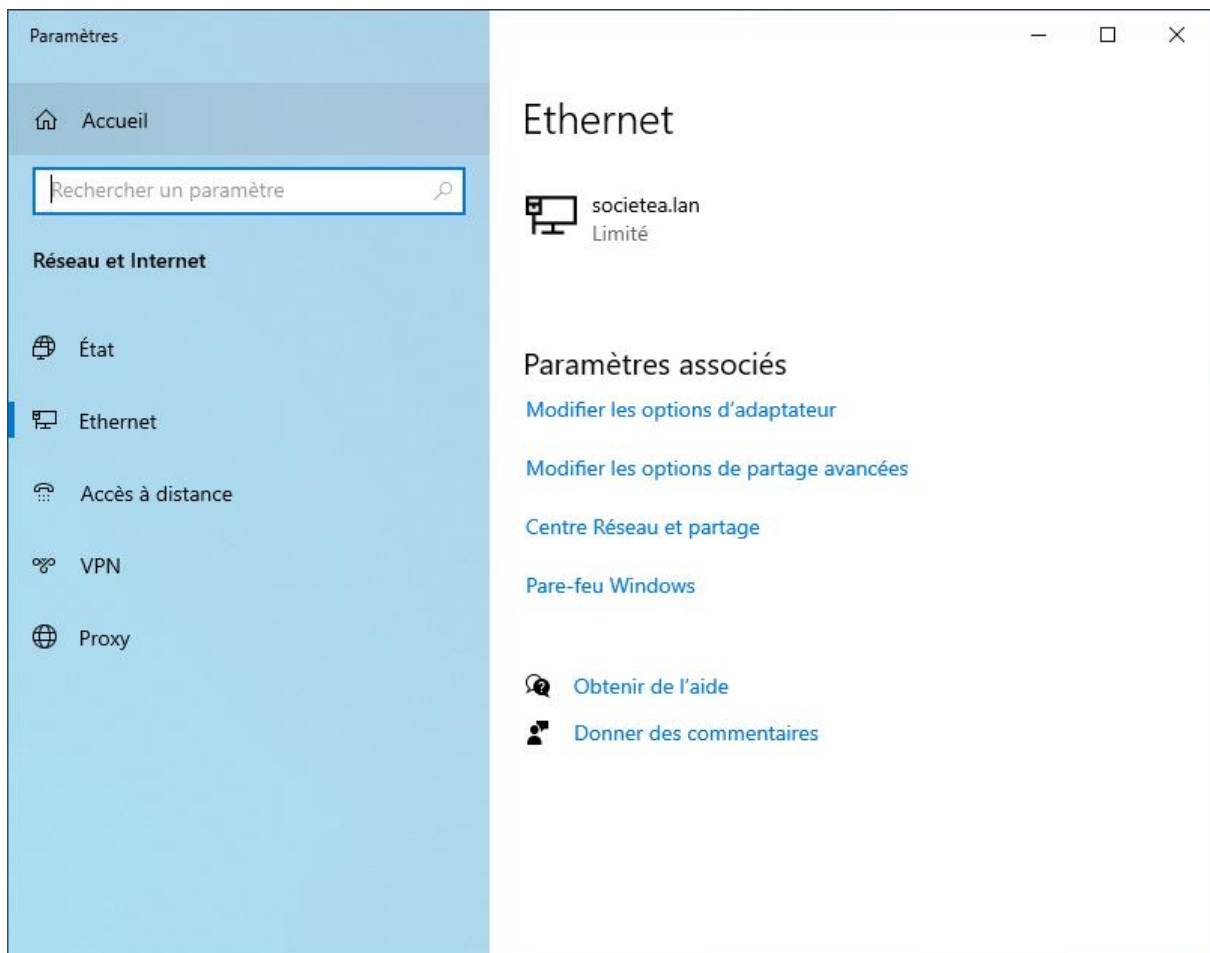 Paramètres
Accueil
Rechercher un paramètre
Réseau et Internet
État
Ethernet
Accès à distance
VPN
Proxy
Ethernet
societea.lan
Limité
Paramètres associés
Modifier les options d'adaptateur
Modifier les options de partage avancées
Centre Réseau et partage
Pare-feu Windows
Obtenir de l'aide
Donner des commentaires